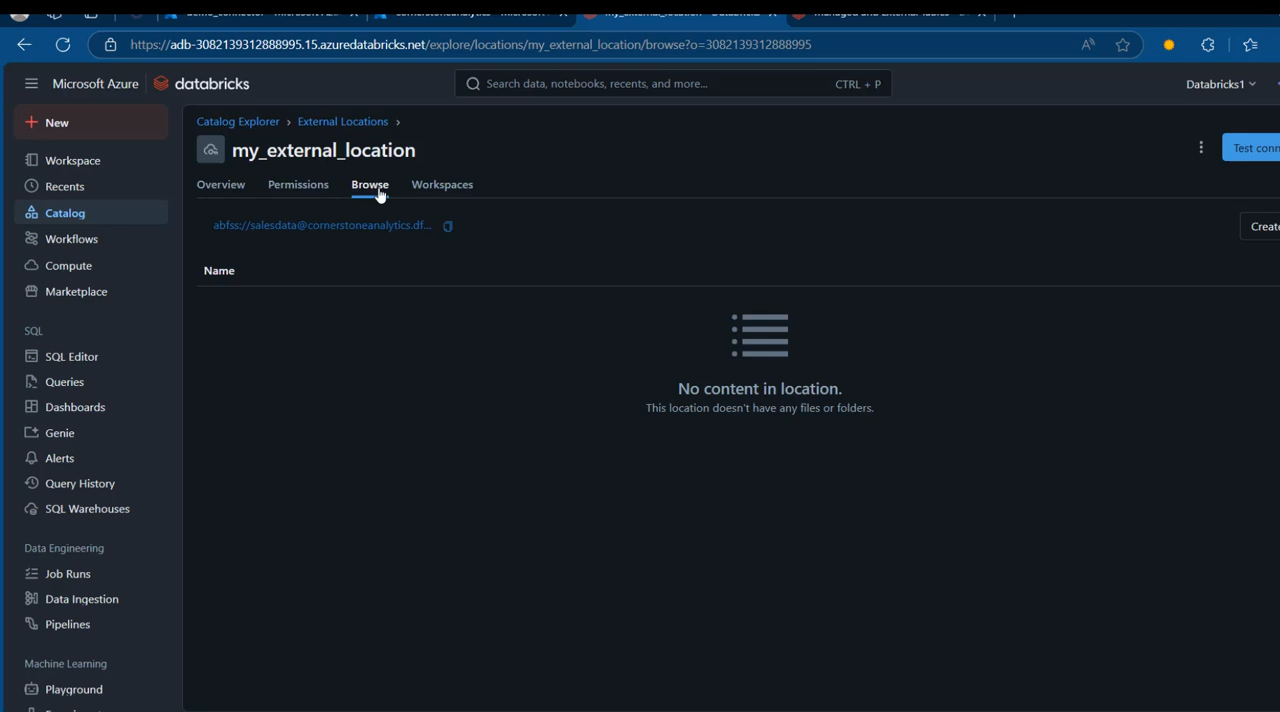 https://adb-3082139312888995.15.azuredatabricks.net/explore/locations/my_external_location/browse?o=3082139312888995
Microsoft Azure databricks
Search data, notebooks, recents, and more... CTRL + P
Databricks1
New
Workspace
Recents
Catalog
Workflows
Compute
Marketplace
SQL
SQL Editor
Queries
Dashboards
Genie
Alerts
Query History
SQL Warehouses
Data Engineering
Job Runs
Data Ingestion
Pipelines
Machine Learning
Playground
Catalog Explorer › External Locations ›
my_external_location
Test conn
Overview Permissions Browse Workspaces
abfss://salesdata@cornerstoneanalytics.df...
Create
Name
No content in location.
This location doesn't have any files or folders.